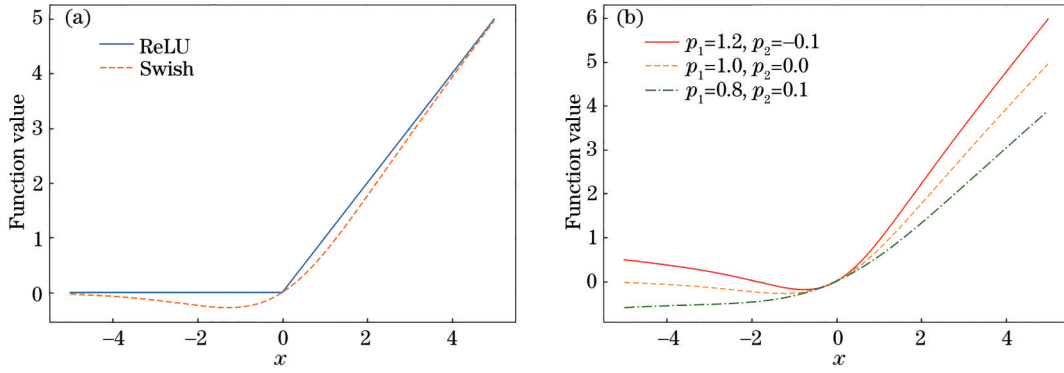 (a)
ReLU
Swish
Function value
5
4
3
2
1
0
−4
−2
0
2
4
x
(b)
p₁=1.2, p₂=−0.1
p₁=1.0, p₂=0.0
p₁=0.8, p₂=0.1
Function value
6
5
4
3
2
1
0
−4
−2
0
2
4
x